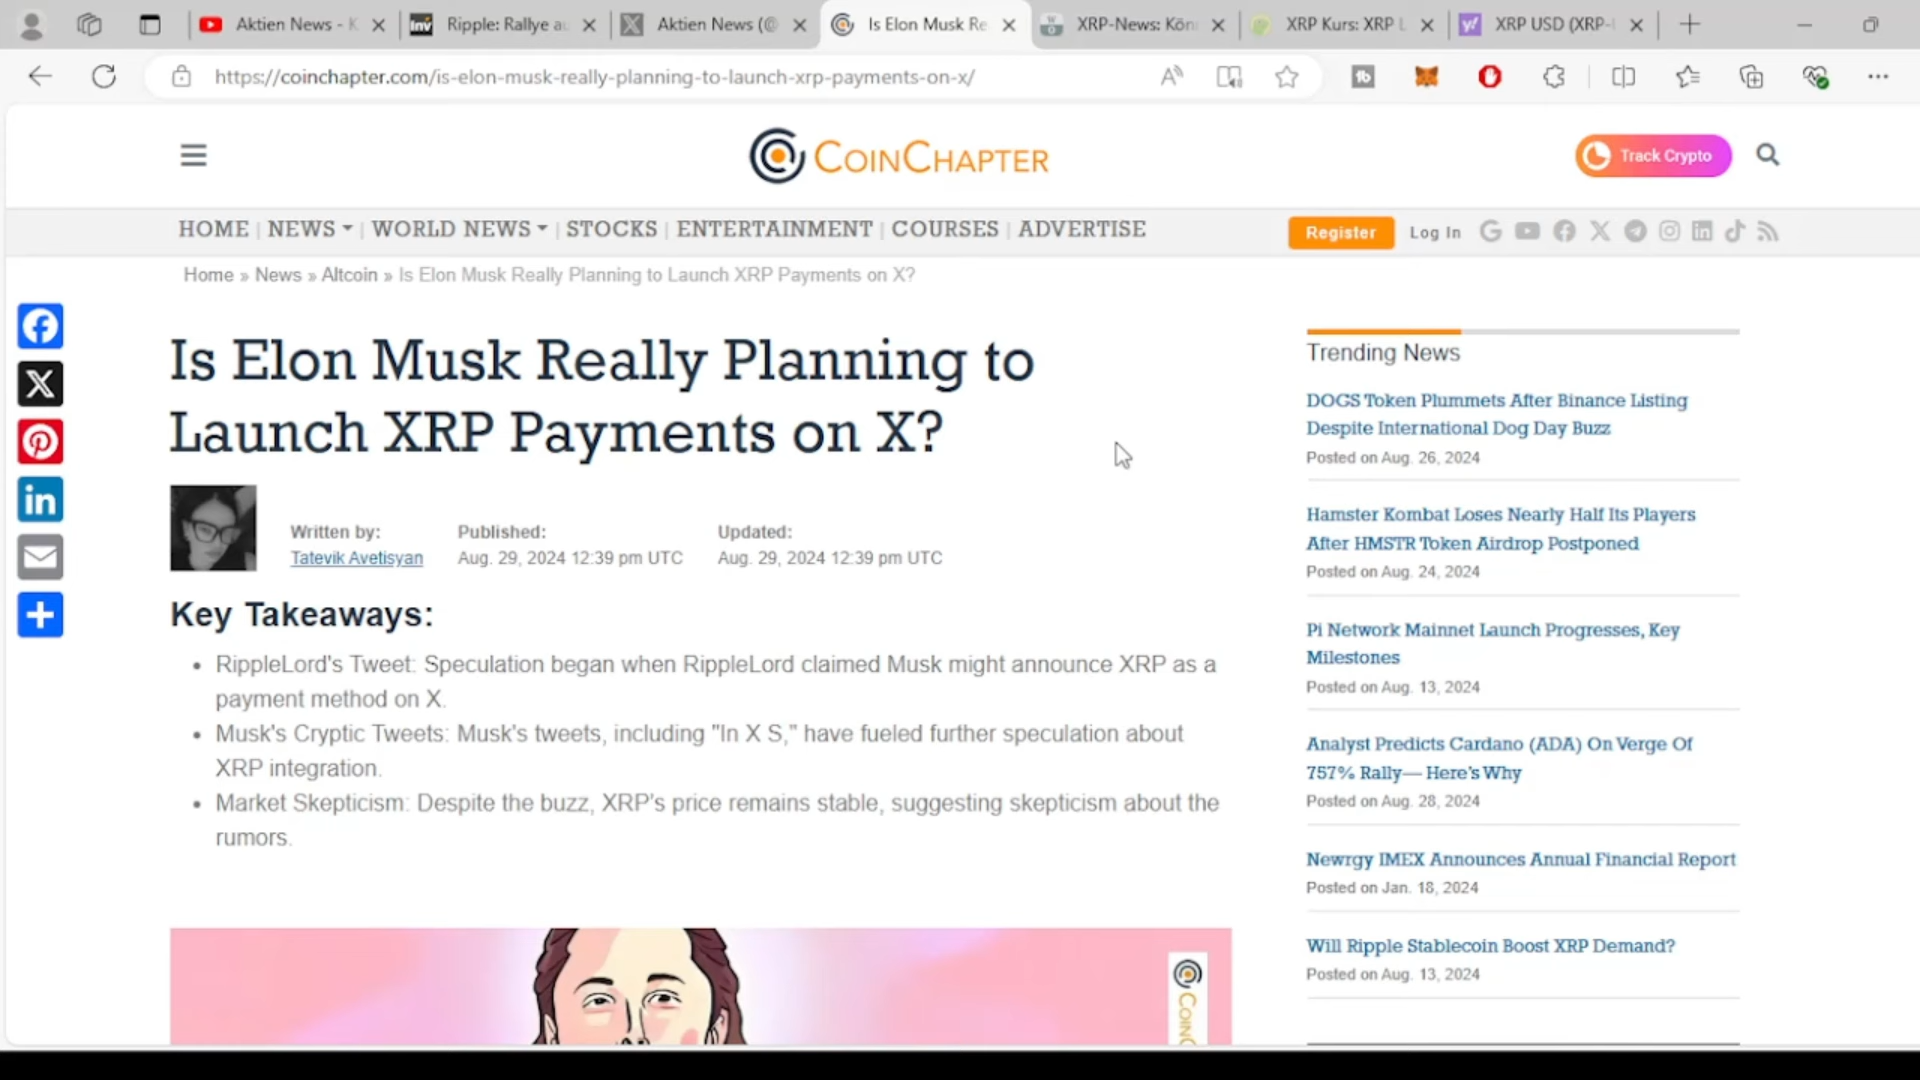 Aktien News - K
Ripple: Rallye au
Aktien News (@
Is Elon Musk Re
XRP-News: Kön
XRP Kurs: XRP L
XRP USD (XRP-
https://coinchapter.com/is-elon-musk-really-planning-to-launch-xrp-payments-on-x/
COINCHAPTER
Track Crypto
HOME | NEWS | WORLD NEWS | STOCKS | ENTERTAINMENT | COURSES | ADVERTISE
Register
Log In
Home » News » Altcoin » Is Elon Musk Really Planning to Launch XRP Payments on X?
Is Elon Musk Really Planning to
Launch XRP Payments on X?
Written by:
Tatevik Avetisyan
Published:
Aug. 29, 2024 12:39 pm UTC
Updated:
Aug. 29, 2024 12:39 pm UTC
Key Takeaways:
• RippleLord's Tweet: Speculation began when RippleLord claimed Musk might announce XRP as a
payment method on X.
• Musk's Cryptic Tweets: Musk's tweets, including "In X S," have fueled further speculation about
XRP integration.
• Market Skepticism: Despite the buzz, XRP's price remains stable, suggesting skepticism about the
rumors.
Trending News
DOGS Token Plummets After Binance Listing
Despite International Dog Day Buzz
Posted on Aug. 26, 2024
Hamster Kombat Loses Nearly Half Its Players
After HMSTR Token Airdrop Postponed
Posted on Aug. 24, 2024
Pi Network Mainnet Launch Progresses, Key
Milestones
Posted on Aug. 13, 2024
Analyst Predicts Cardano (ADA) On Verge Of
757% Rally— Here's Why
Posted on Aug. 28, 2024
Newrgy IMEX Announces Annual Financial Report
Posted on Jan. 18, 2024
Will Ripple Stablecoin Boost XRP Demand?
Posted on Aug. 13, 2024
COINC